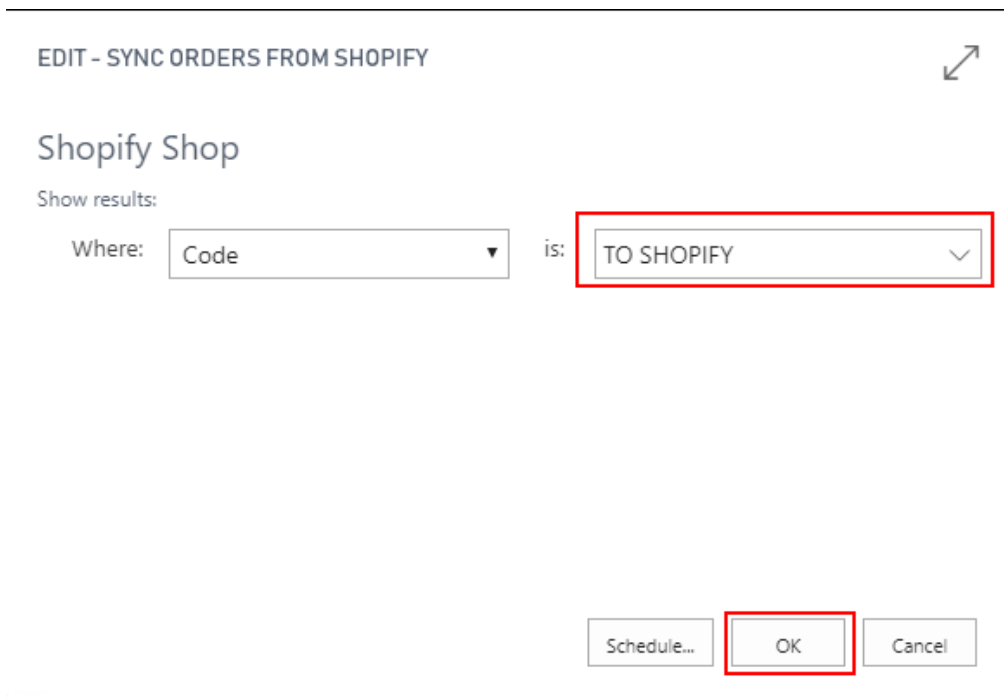 EDIT - SYNC ORDERS FROM SHOPIFY
Shopify Shop
Show results:
Where: Code is: TO SHOPIFY
Schedule... OK Cancel